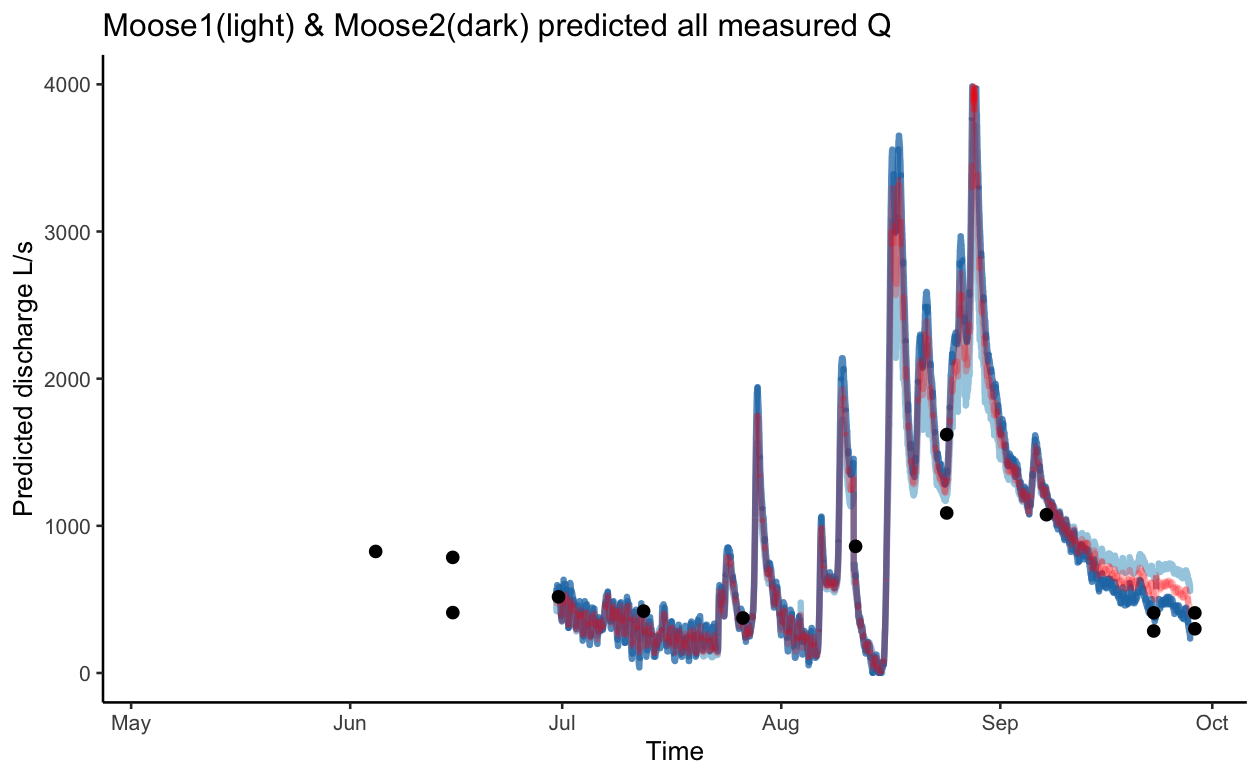 Moose1(light) & Moose2(dark) predicted all measured Q
Predicted discharge L/s
4000
3000
2000
1000
0
May
Jun
Jul
Aug
Sep
Oct
Time